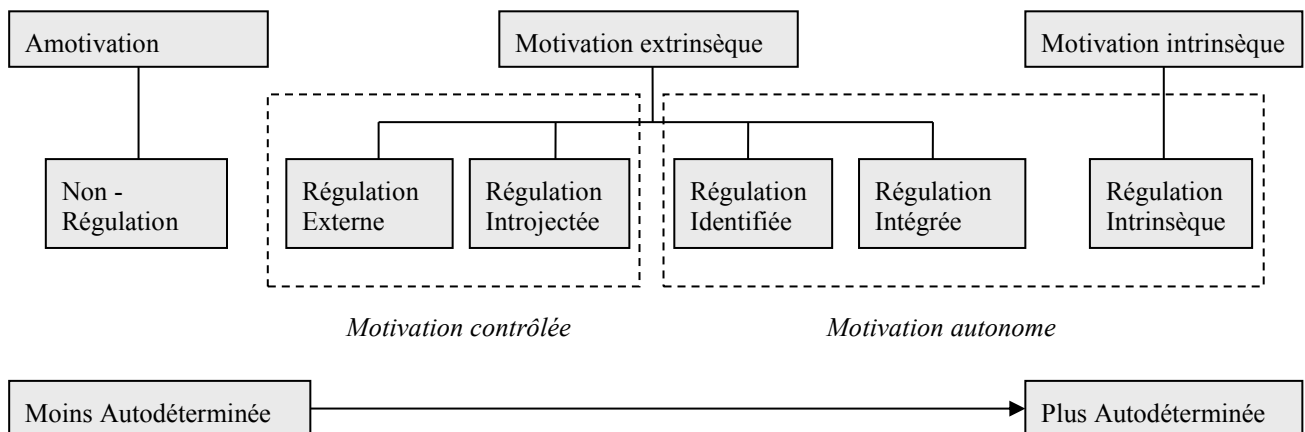 Amotivation
Motivation extrinsèque
Motivation intrinsèque
Non -
Régulation
Régulation
Externe
Régulation
Introjectée
Régulation
Identifiée
Régulation
Intégrée
Régulation
Intrinsèque
Motivation contrôlée
Motivation autonome
Moins Autodéterminée
Plus Autodéterminée